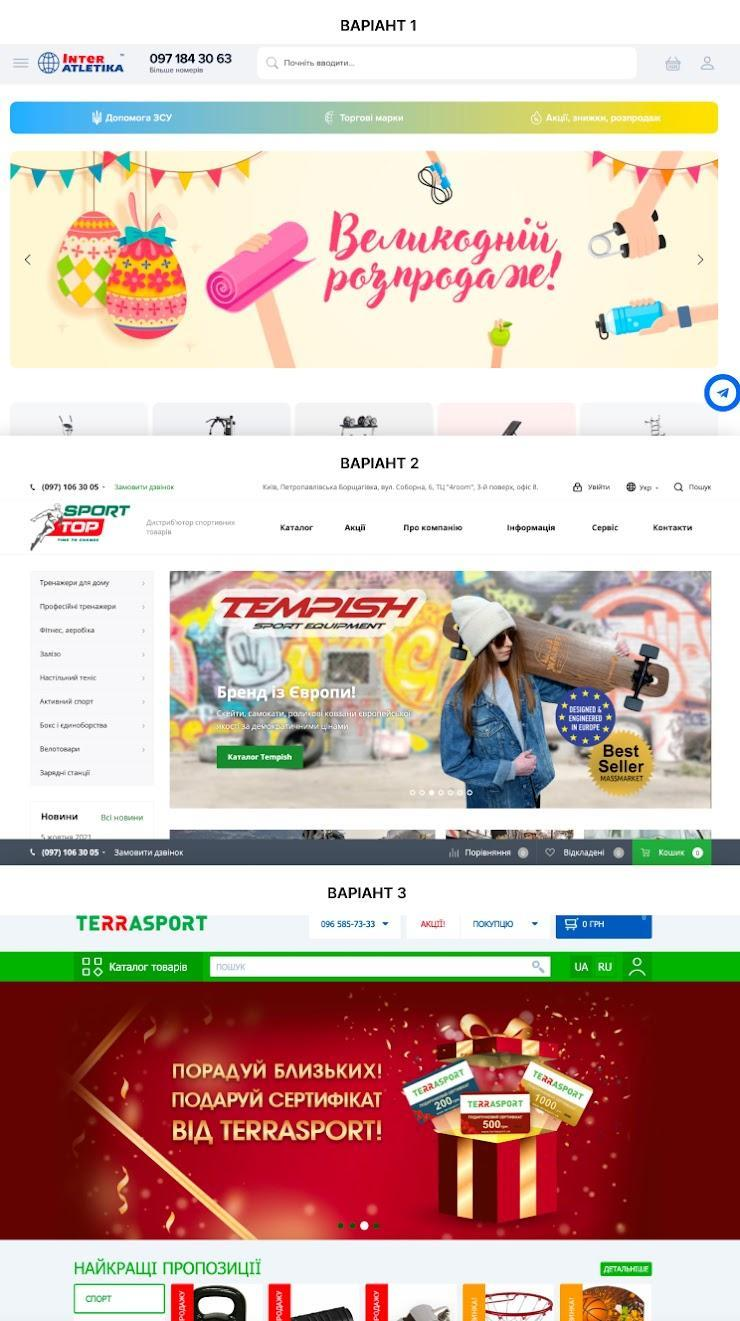 ВАРІАНТ 1
INTER ATLETIKA
097 184 30 63
Більше номерів
Почніть вводити...
Допомога ЗСУ
Торгові марки
Акції, знижки, розпродаж
Великодній
розпродаж!
ВАРІАНТ 2
(097) 106 30 05
Замовити дзвінок
Київ, Петропавлівська Борщагівка, вул. Соборна, 6, ТЦ "4room", 3-й поверх, офіс 8.
Увійти
Укр
Пошук
SPORT
TOP
TIME TO CHANGE
Дистриб'ютор спортивних
товарів
Каталог
Акції
Про компанію
Інформація
Сервіс
Контакти
Тренажери для дому
Професійні тренажери
Фітнес, аеробіка
Залізо
Настільний теніс
Активний спорт
Бокс і єдиноборства
Велотовари
Зарядні станції
TEMPISH
SPORT EQUIPMENT
Бренд із Європи!
Скейти, самокати, роликові ковзани європейської
якості за демократичними цінами
Каталог Tempish
DESIGNED &
ENGINEERED
IN EUROPE
Best
Seller
MASSMARKET
Новини
Всі новини
5 жовтня 2021
(097) 106 30 05
Замовити дзвінок
Порівняння 0
Відкладені 0
Кошик 0
ВАРІАНТ 3
TERRASPORT
096 585-73-33
АКЦІЇ!
ПОКУПЦЮ
0 ГРН
Каталог товарів
ПОШУК
UA RU
ПОРАДУЙ БЛИЗЬКИХ!
ПОДАРУЙ СЕРТИФІКАТ
ВІД TERRASPORT!
TERRASPORT
200
TERRASPORT
500
TERRASPORT
1000
НАЙКРАЩІ ПРОПОЗИЦІЇ
ДЕТАЛЬНІШЕ
СПОРТ